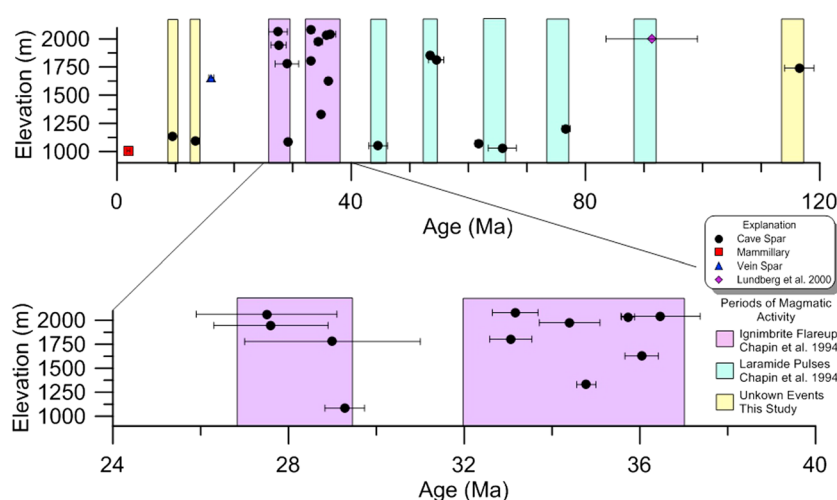 Elevation (m)
2000
1750
1500
1250
1000
0
40
80
120
Age (Ma)
Explanation
Cave Spar
Mammillary
Vein Spar
Lundberg et al. 2000
Periods of Magmatic
Activity
Ignimbrite Flareup
Chapin et al. 1994
Laramide Pulses
Chapin et al. 1994
Unkown Events
This Study
Elevation (m)
2000
1750
1500
1250
1000
24
28
32
36
40
Age (Ma)